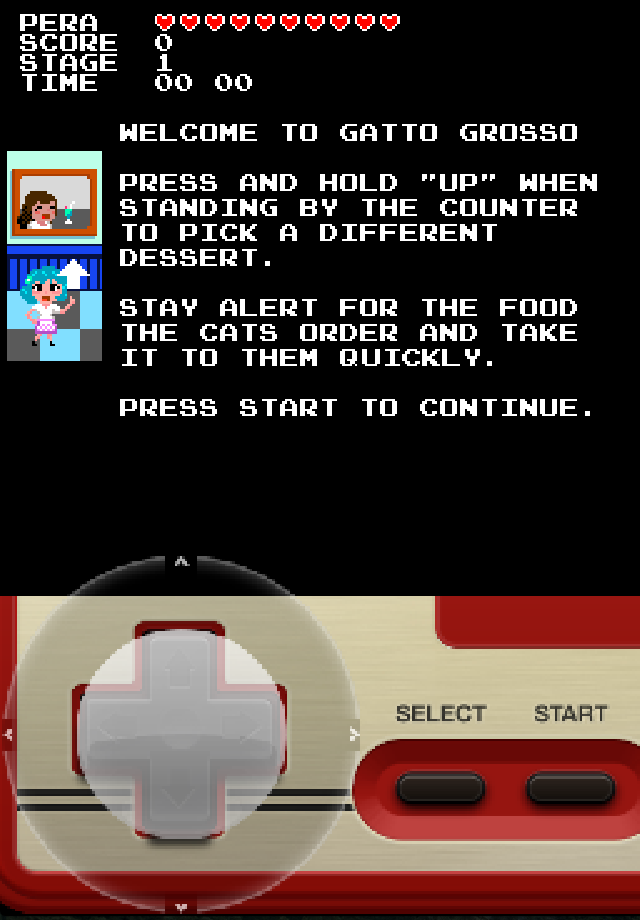 PERA
SCORE 0
STAGE 1
TIME 00 00
WELCOME TO GATTO GROSSO
PRESS AND HOLD "UP" WHEN
STANDING BY THE COUNTER
TO PICK A DIFFERENT
DESSERT.
STAY ALERT FOR THE FOOD
THE CATS ORDER AND TAKE
IT TO THEM QUICKLY.
PRESS START TO CONTINUE.
SELECT START